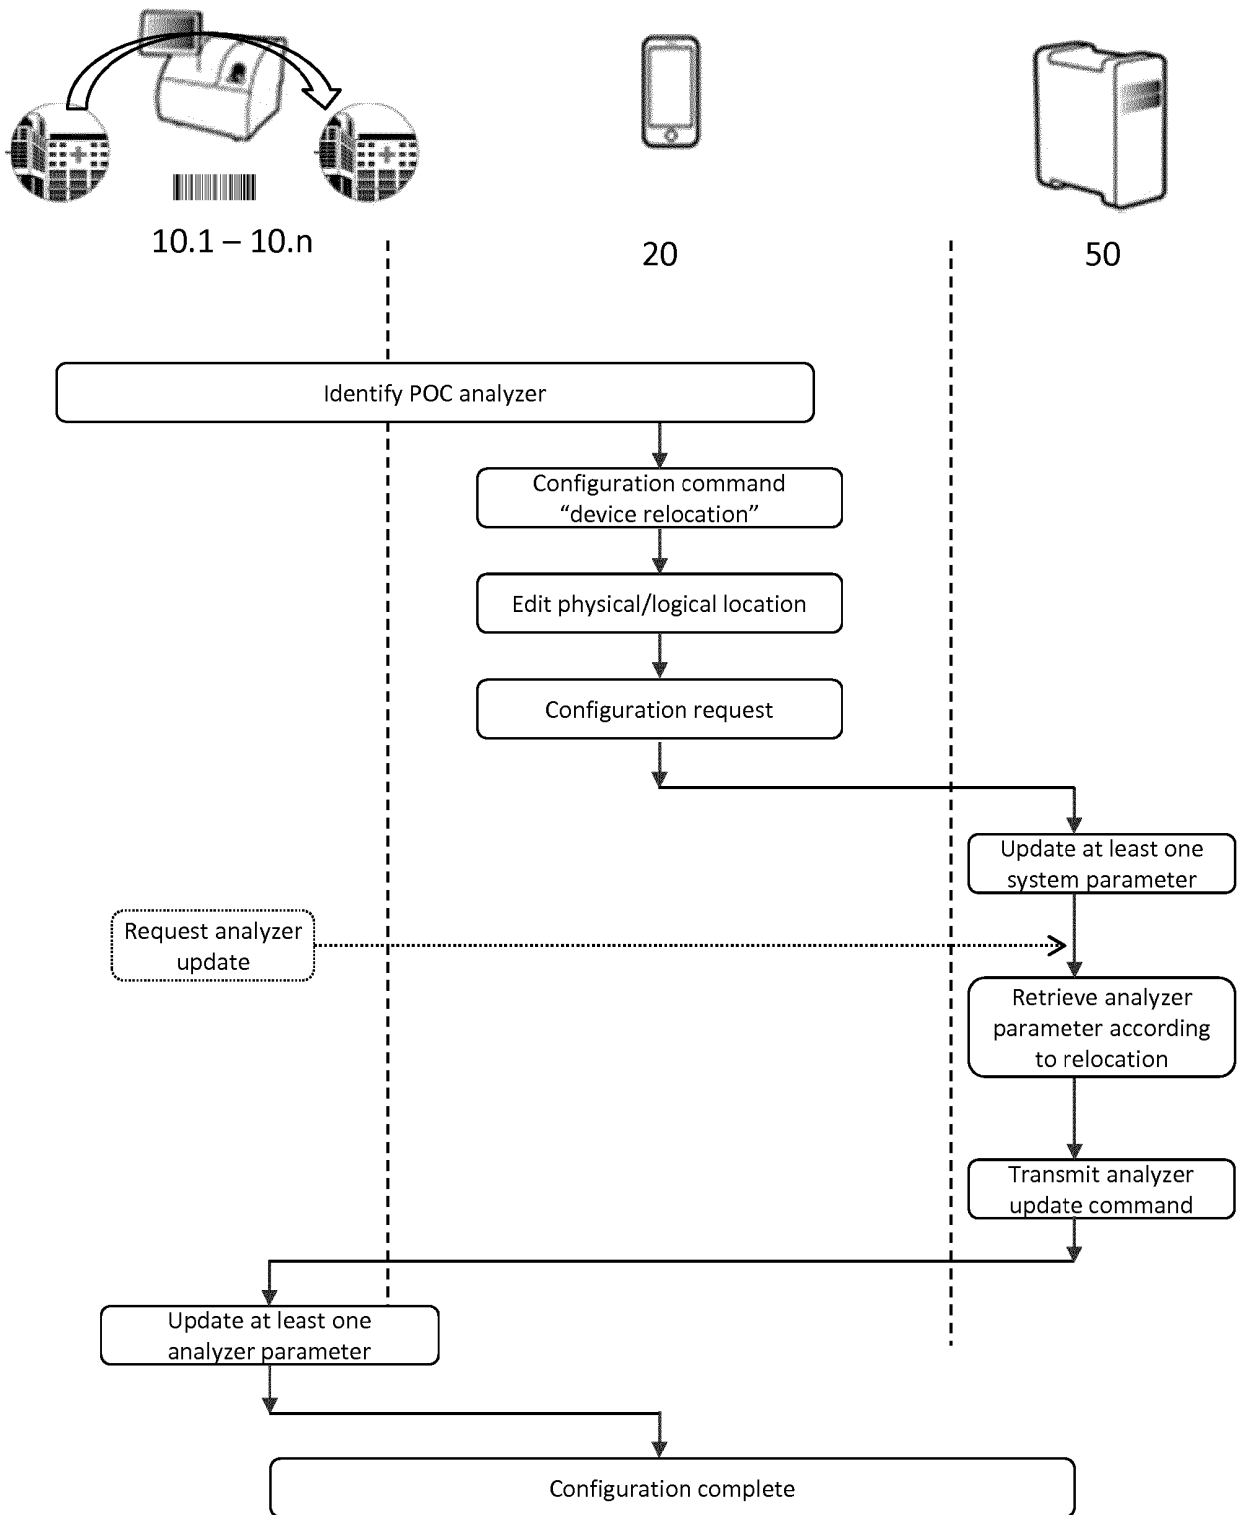 10.1 – 10.n
20
50
Identify POC analyzer
Configuration command
“device relocation”
Edit physical/logical location
Configuration request
Update at least one
system parameter
Request analyzer
update
Retrieve analyzer
parameter according
to relocation
Transmit analyzer
update command
Update at least one
analyzer parameter
Configuration complete